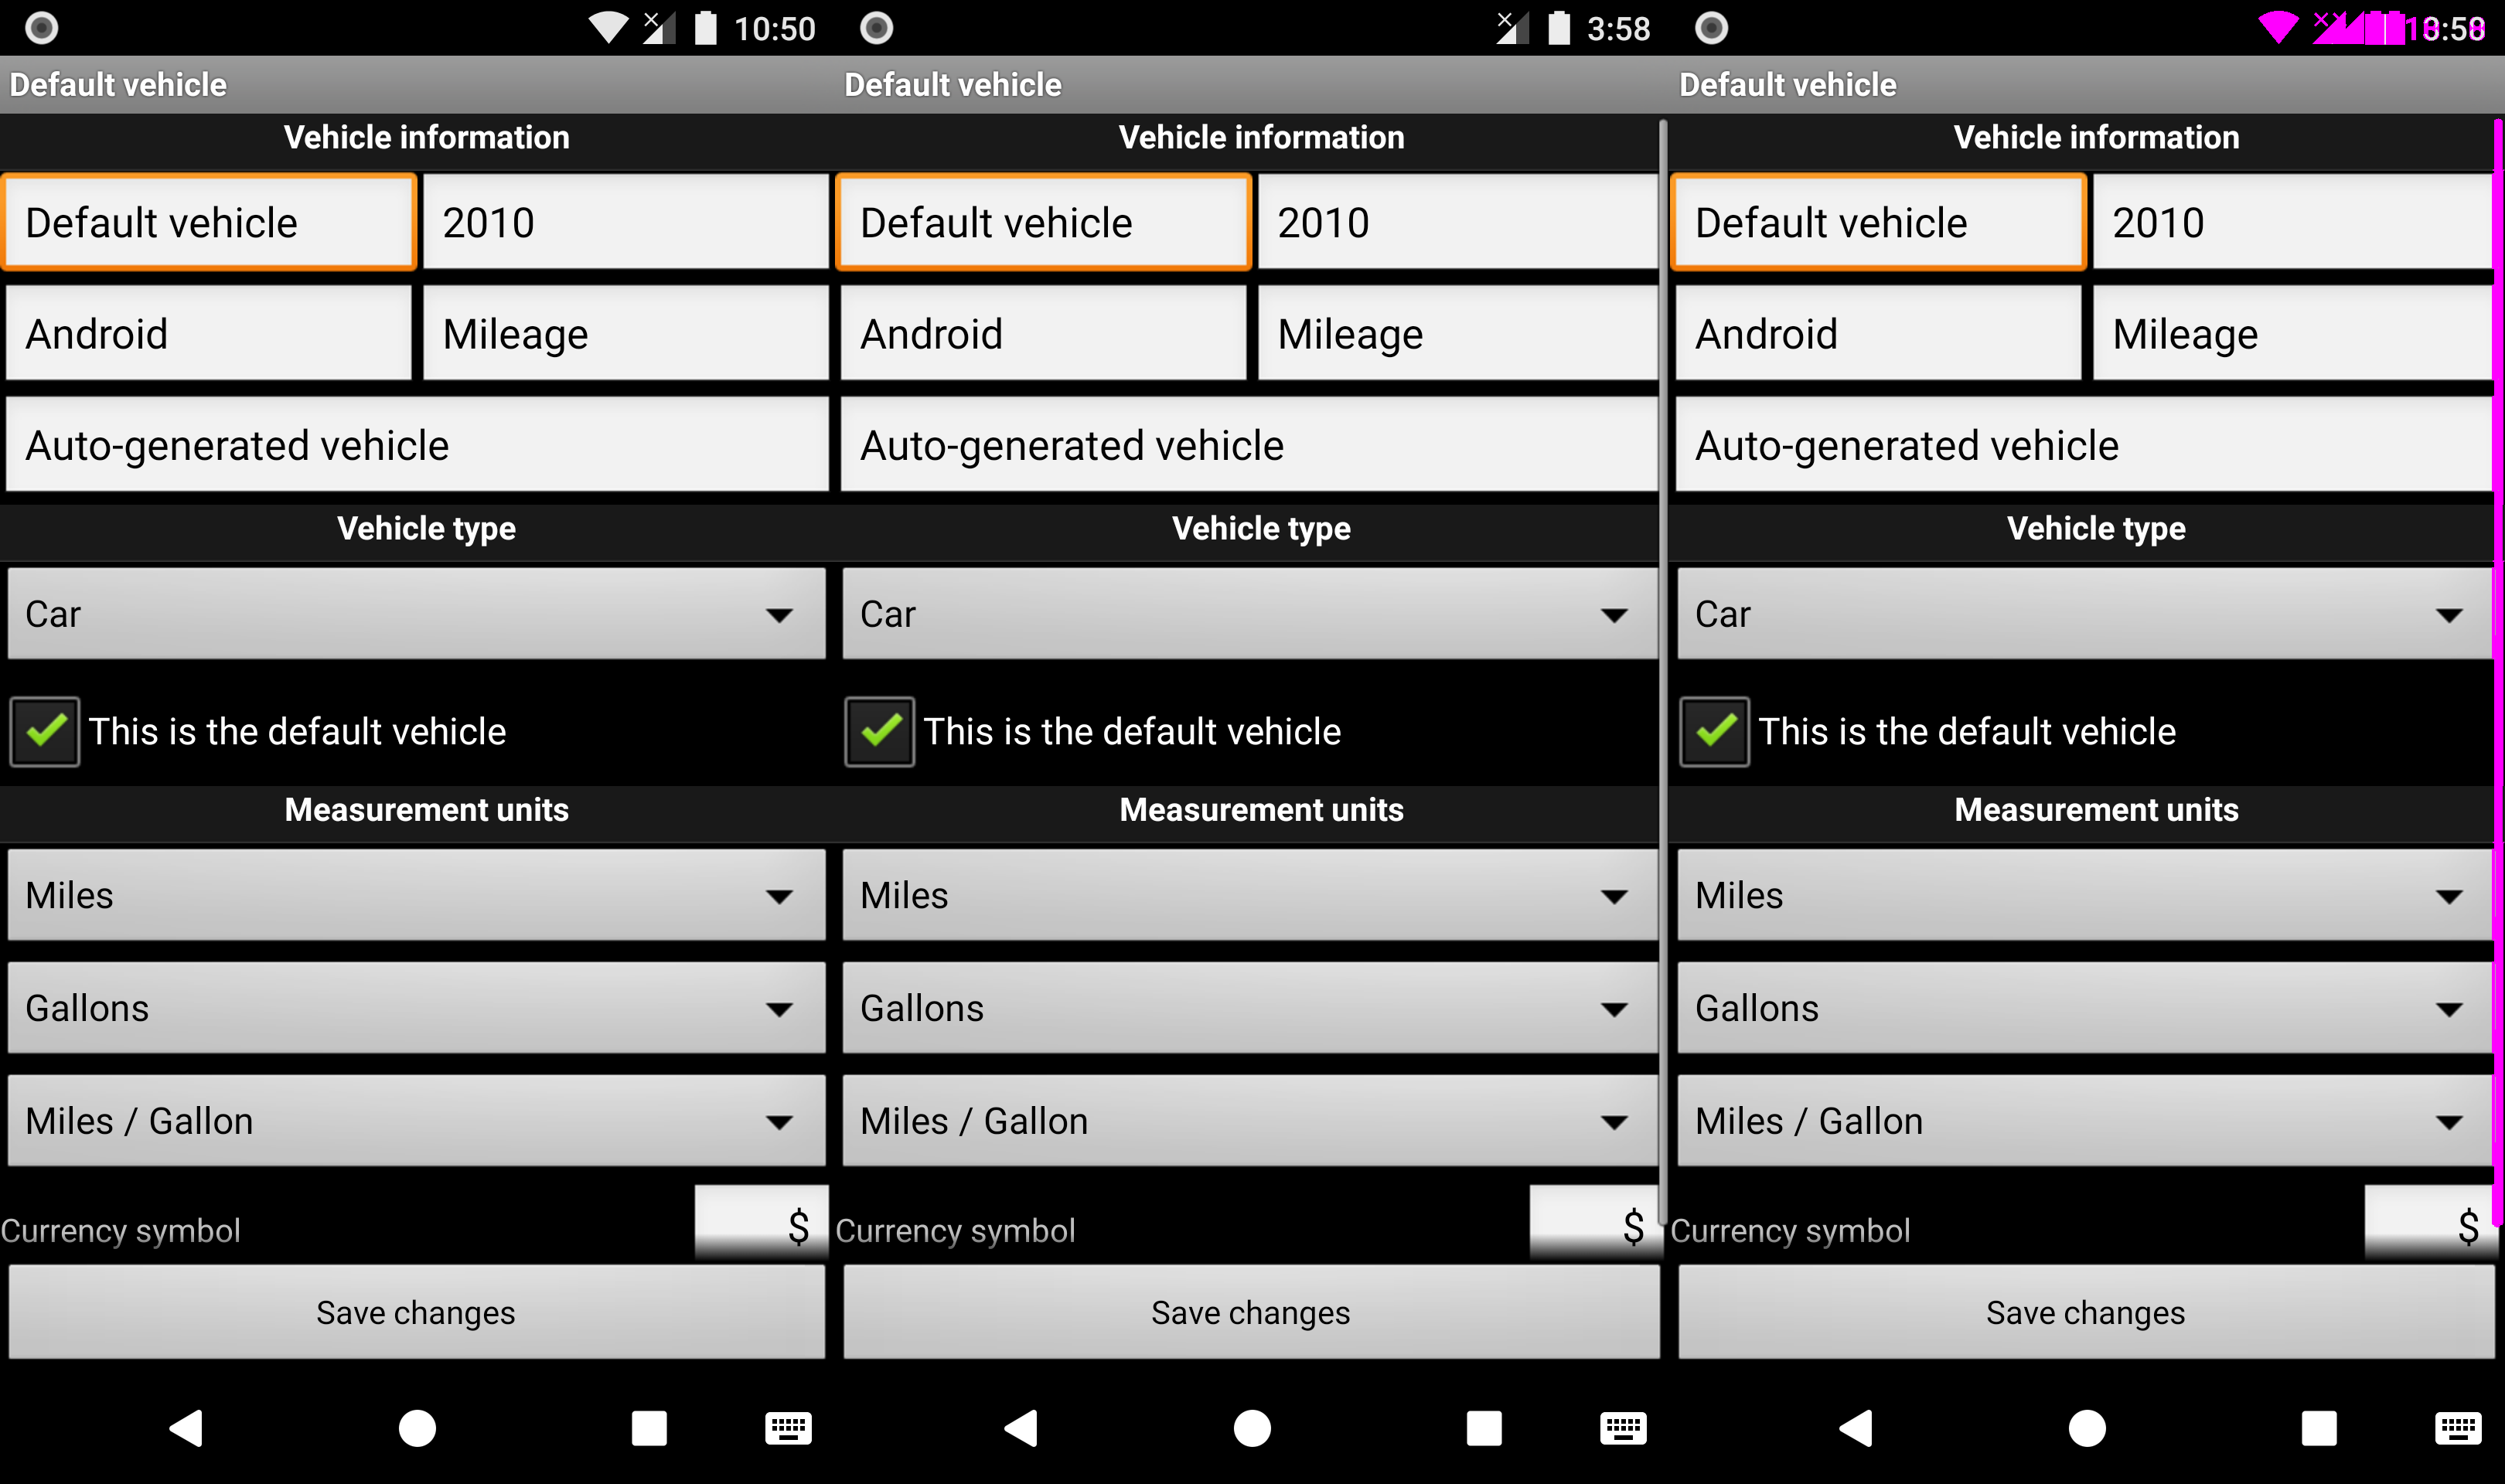 10:50
Default vehicle
Vehicle information
Default vehicle
2010
Android
Mileage
Auto-generated vehicle
Vehicle type
Car
This is the default vehicle
Measurement units
Miles
Gallons
Miles / Gallon
Currency symbol
$
Save changes
3:58
Default vehicle
Vehicle information
Default vehicle
2010
Android
Mileage
Auto-generated vehicle
Vehicle type
Car
This is the default vehicle
Measurement units
Miles
Gallons
Miles / Gallon
Currency symbol
$
Save changes
Default vehicle
Vehicle information
Default vehicle
2010
Android
Mileage
Auto-generated vehicle
Vehicle type
Car
This is the default vehicle
Measurement units
Miles
Gallons
Miles / Gallon
Currency symbol
$
Save changes